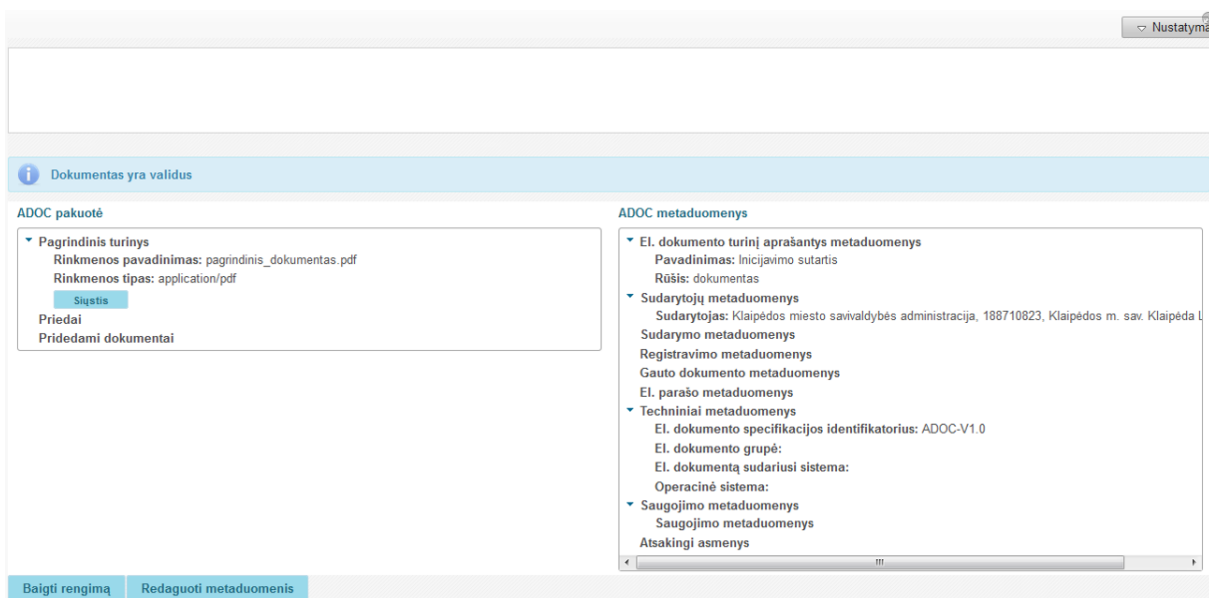 Nustatyma
Dokumentas yra validus
ADOC pakuotė
Pagrindinis turinys
Rinkmenos pavadinimas: pagrindinis_dokumentas.pdf
Rinkmenos tipas: application/pdf
Siųstis
Priedai
Pridedami dokumentai
ADOC metaduomenys
El. dokumento turinį aprašantys metaduomenys
Pavadinimas: Inicijavimo sutartis
Rūšis: dokumentas
Sudarytojų metaduomenys
Sudarytojas: Klaipėdos miesto savivaldybės administracija, 188710823, Klaipėdos m. sav. Klaipėda L
Sudarymo metaduomenys
Registravimo metaduomenys
Gauto dokumento metaduomenys
El. parašo metaduomenys
Techniniai metaduomenys
El. dokumento specifikacijos identifikatorius: ADOC-V1.0
El. dokumento grupė:
El. dokumentą sudariusi sistema:
Operacinė sistema:
Saugojimo metaduomenys
Saugojimo metaduomenys
Atsakingi asmenys
Baigti rengimą
Redaguoti metaduomenis